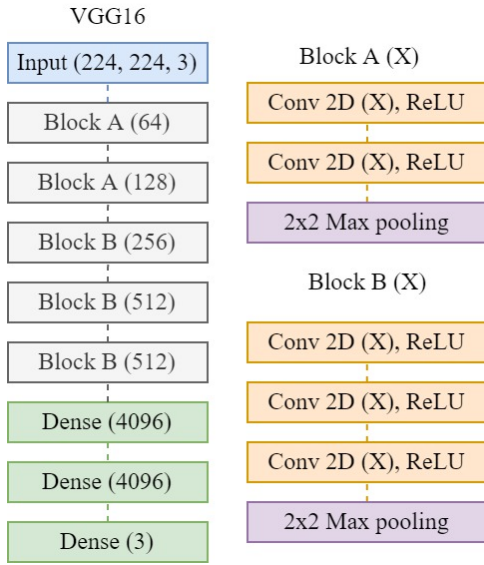 VGG16
Input (224, 224, 3)
Block A (64)
Block A (128)
Block B (256)
Block B (512)
Block B (512)
Dense (4096)
Dense (4096)
Dense (3)
Block A (X)
Conv 2D (X), ReLU
Conv 2D (X), ReLU
2x2 Max pooling
Block B (X)
Conv 2D (X), ReLU
Conv 2D (X), ReLU
Conv 2D (X), ReLU
2x2 Max pooling